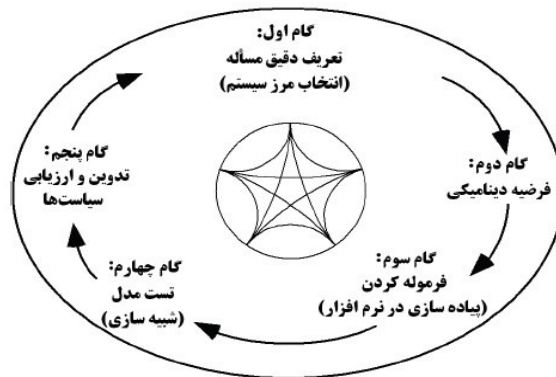 گام اول:
تعریف دقیق مسأله
(انتخاب مرز سیستم)
گام دوم:
فرضیه دینامیکی
گام سوم:
فرموله کردن
(پیاده سازی در نرم افزار)
گام چهارم:
تست مدل
(شبیه سازی)
گام پنجم:
تدوین و ارزیابی
سیاست‌ها